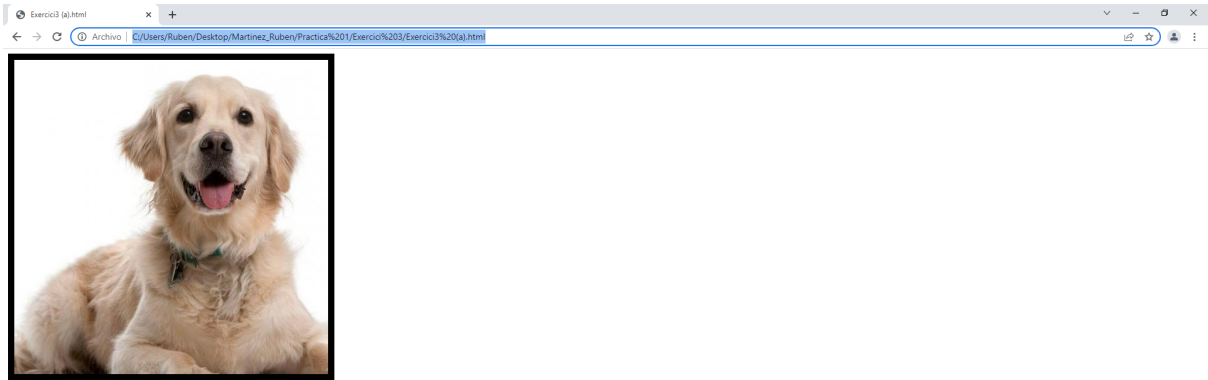 Exercici3 (a).html
Archivo C:/Users/Ruben/Desktop/Martinez_Ruben/Practica%201/Exercici%203/Exercici3%20(a).html